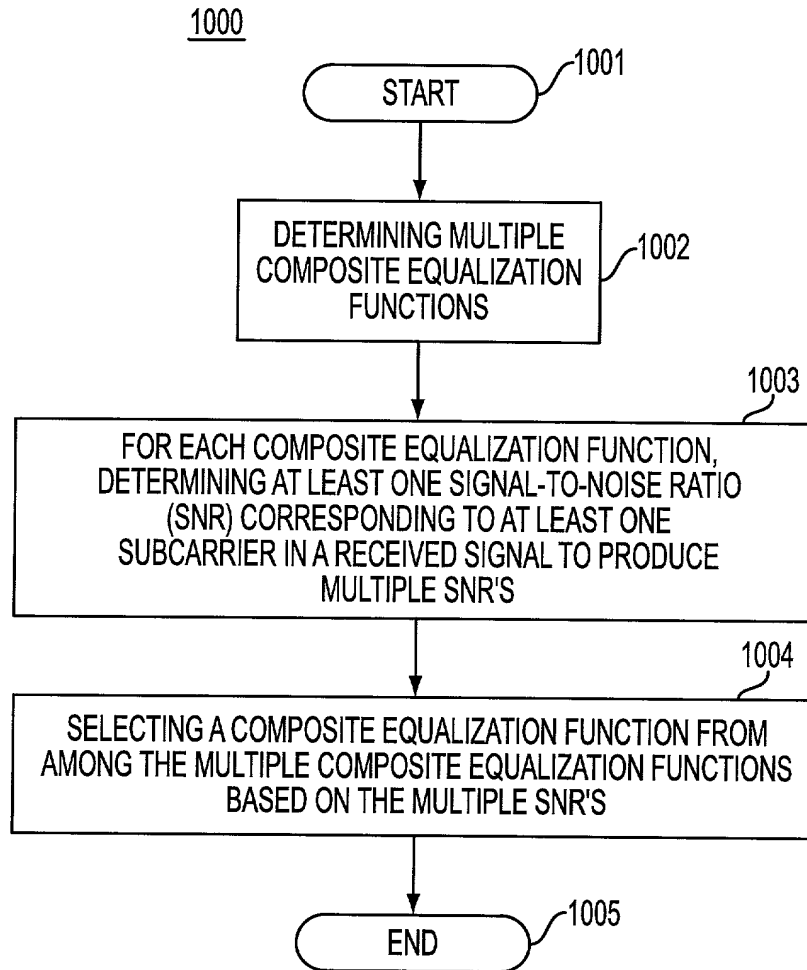 1000
1001
START
DETERMINING MULTIPLE
COMPOSITE EQUALIZATION
FUNCTIONS
1002
1003
FOR EACH COMPOSITE EQUALIZATION FUNCTION,
DETERMINING AT LEAST ONE SIGNAL-TO-NOISE RATIO
(SNR) CORRESPONDING TO AT LEAST ONE
SUBCARRIER IN A RECEIVED SIGNAL TO PRODUCE
MULTIPLE SNR'S
1004
SELECTING A COMPOSITE EQUALIZATION FUNCTION FROM
AMONG THE MULTIPLE COMPOSITE EQUALIZATION FUNCTIONS
BASED ON THE MULTIPLE SNR'S
1005
END